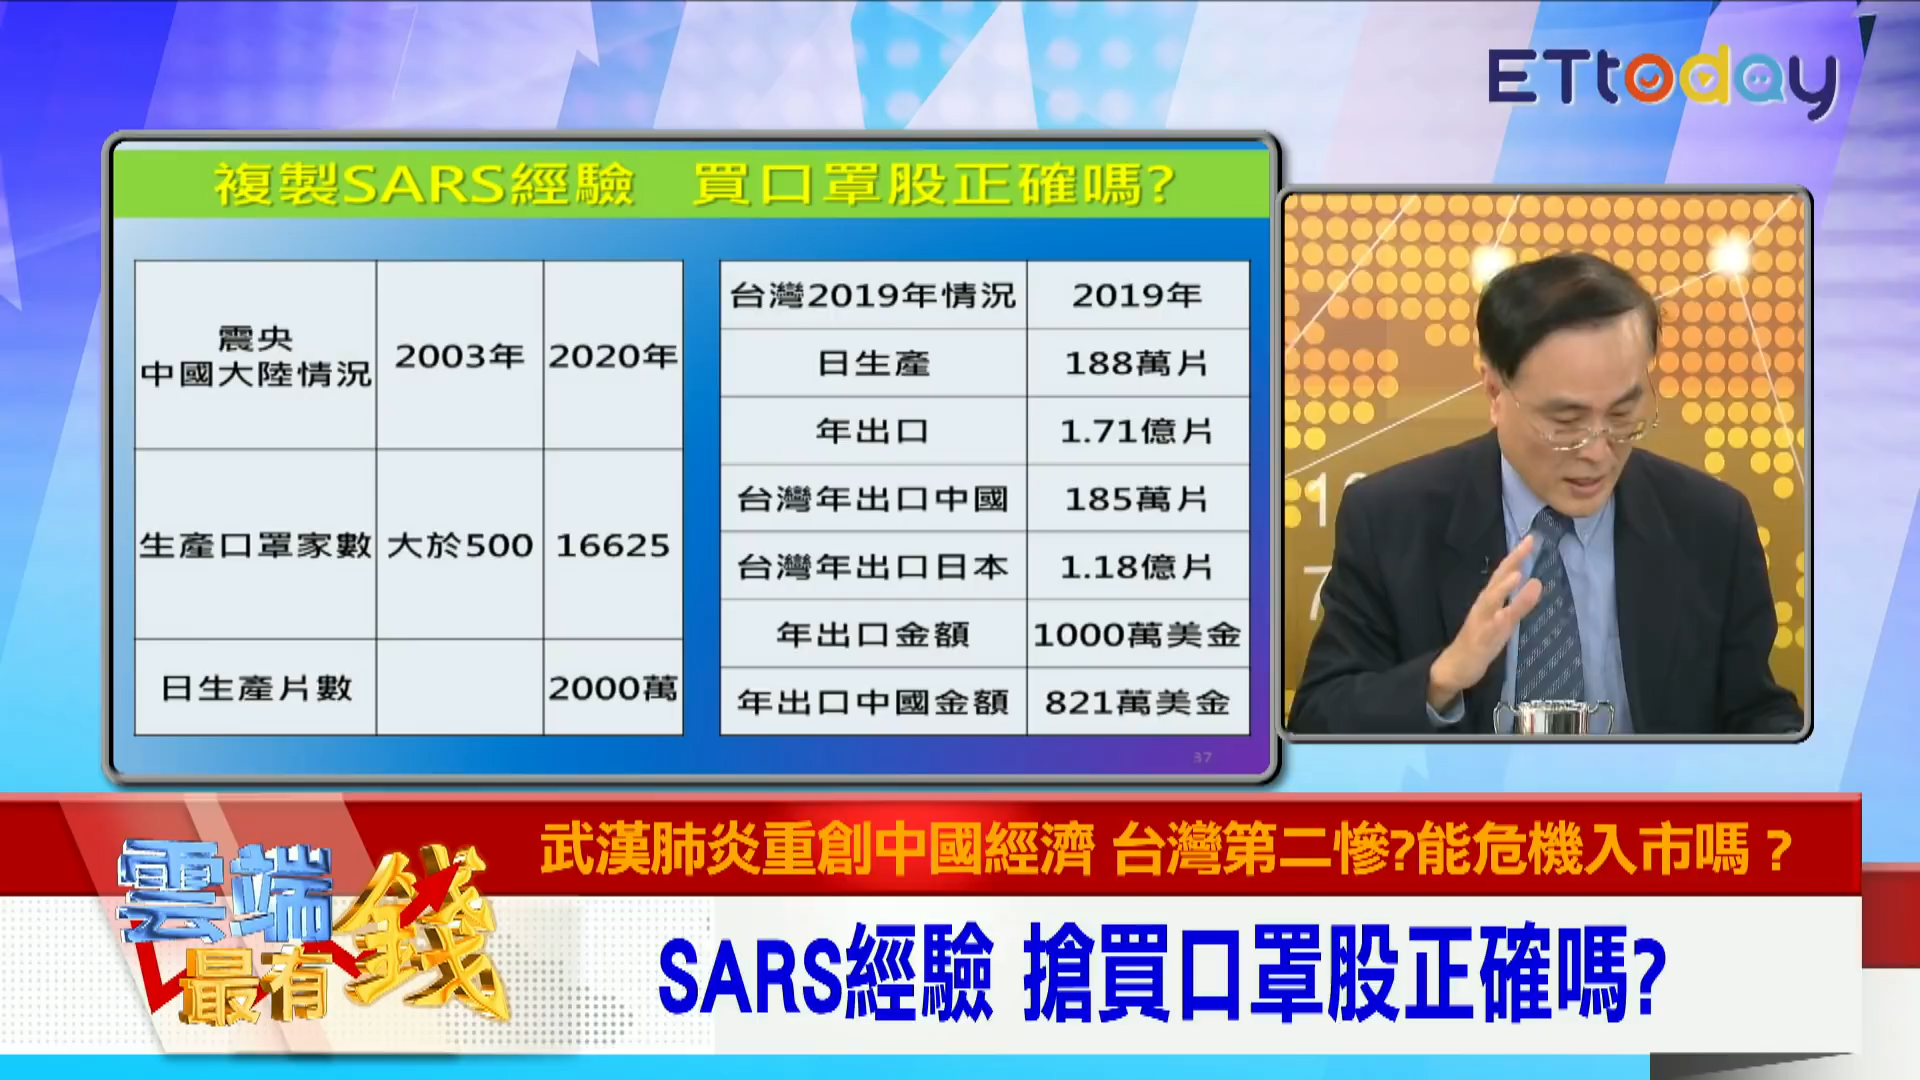 ETtoday
複製SARS經驗 買口罩股正確嗎?
震央
中國大陸情況 2003年 2020年
生產口罩家數 大於500 16625
日生產片數 2000萬
台灣2019年情況 2019年
日生產 188萬片
年出口 1.71億片
台灣年出口中國 185萬片
台灣年出口日本 1.18億片
年出口金額 1000萬美金
年出口中國金額 821萬美金
37
武漢肺炎重創中國經濟 台灣第二慘?能危機入市嗎？
雲端
最有錢
SARS經驗 搶買口罩股正確嗎?